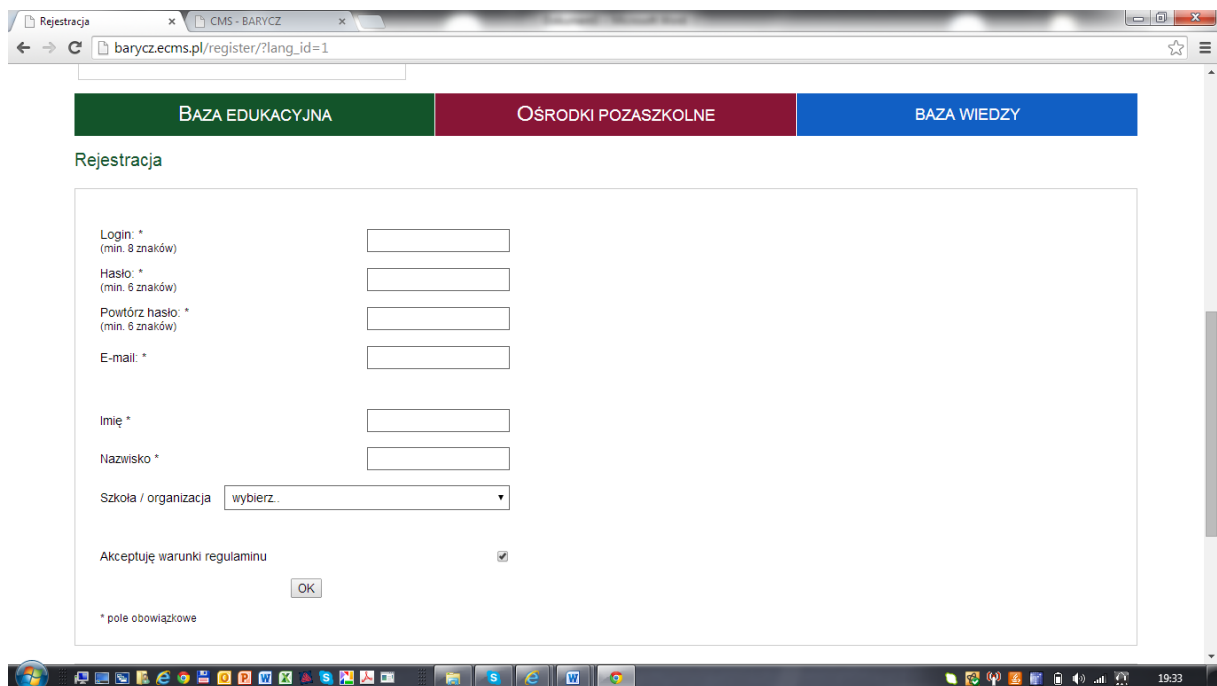 Rejestracja
CMS - BARYCZ
barycz.ecms.pl/register/?lang_id=1
BAZA EDUKACYJNA
OŚRODKI POZASZKOLNE
BAZA WIEDZY
Rejestracja
Login: *
(min. 8 znaków)
Hasło: *
(min. 6 znaków)
Powtórz hasło: *
(min. 6 znaków)
E-mail: *
Imię *
Nazwisko *
Szkoła / organizacja wybierz..
Akceptuję warunki regulaminu
OK
* pole obowiązkowe
19:33